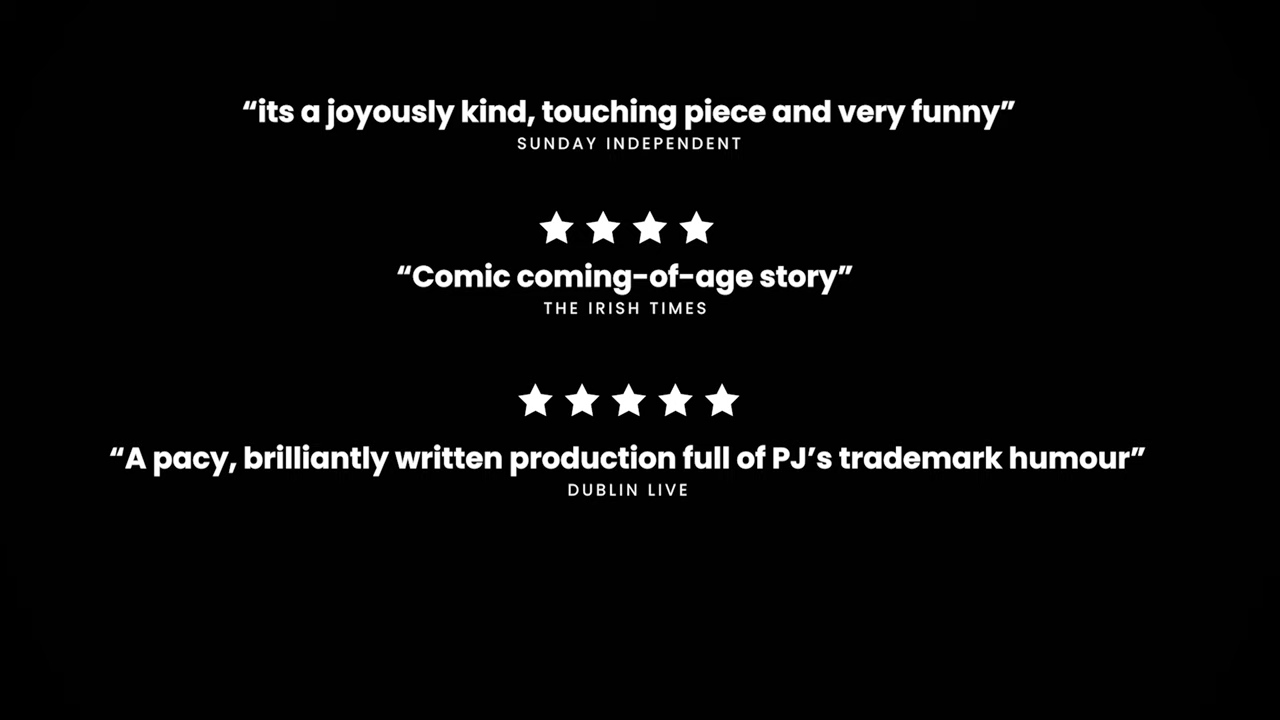 “its a joyously kind, touching piece and very funny”
SUNDAY INDEPENDENT
“Comic coming-of-age story”
THE IRISH TIMES
“A pacy, brilliantly written production full of PJ’s trademark humour”
DUBLIN LIVE